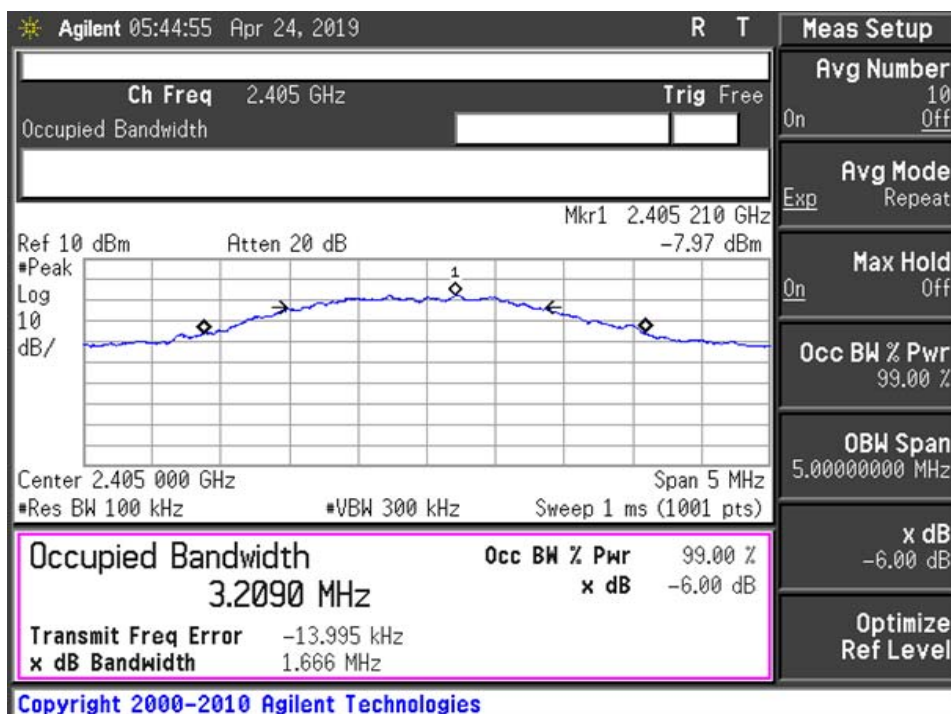 Agilent 05:44:55 Apr 24, 2019 R T
Ch Freq 2.405 GHz Trig Free
Occupied Bandwidth
Mkr1 2.405 210 GHz
Ref 10 dBm Atten 20 dB -7.97 dBm
#Peak
Log
10
dB/
1
Center 2.405 000 GHz Span 5 MHz
#Res BW 100 kHz #VBW 300 kHz Sweep 1 ms (1001 pts)
Occupied Bandwidth Occ BW % Pwr 99.00 %
3.2090 MHz x dB -6.00 dB
Transmit Freq Error -13.995 kHz
x dB Bandwidth 1.666 MHz
Copyright 2000-2010 Agilent Technologies
Meas Setup
Avg Number
10
On Off
Avg Mode
Exp Repeat
Max Hold
On Off
Occ BW % Pwr
99.00 %
OBW Span
5.00000000 MHz
x dB
-6.00 dB
Optimize
Ref Level